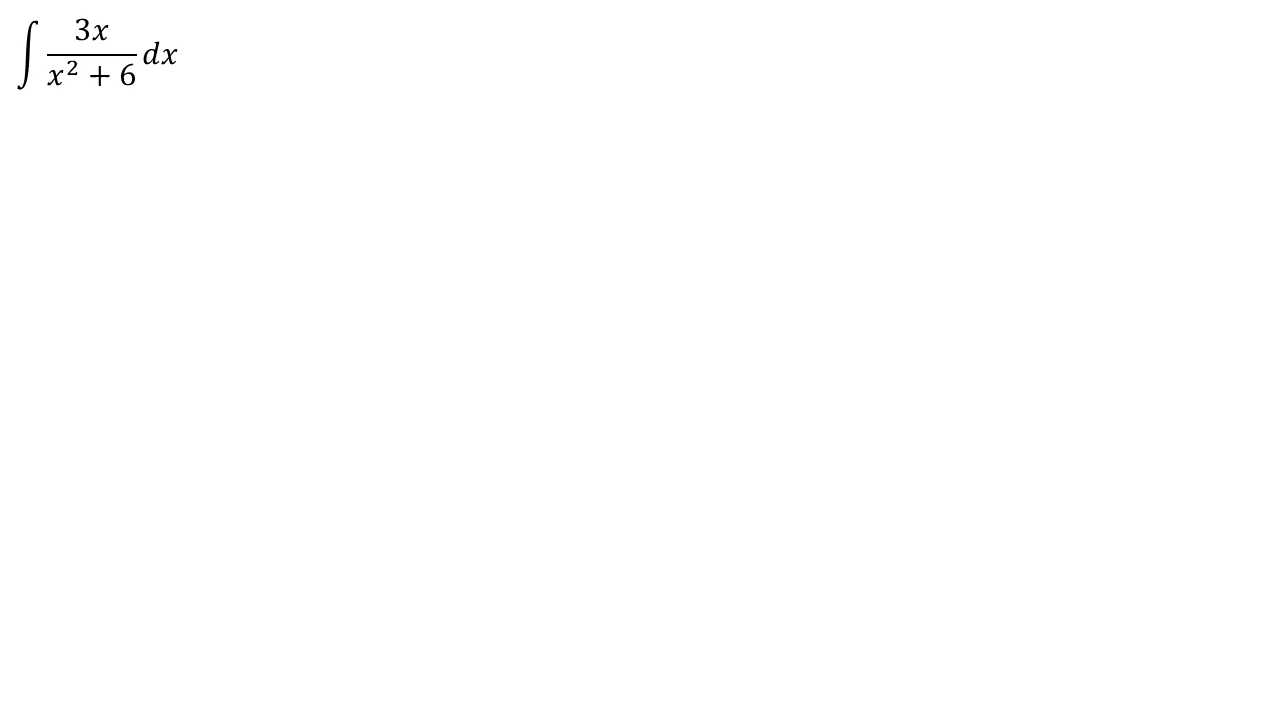 ∫ 3x / (x² + 6) dx